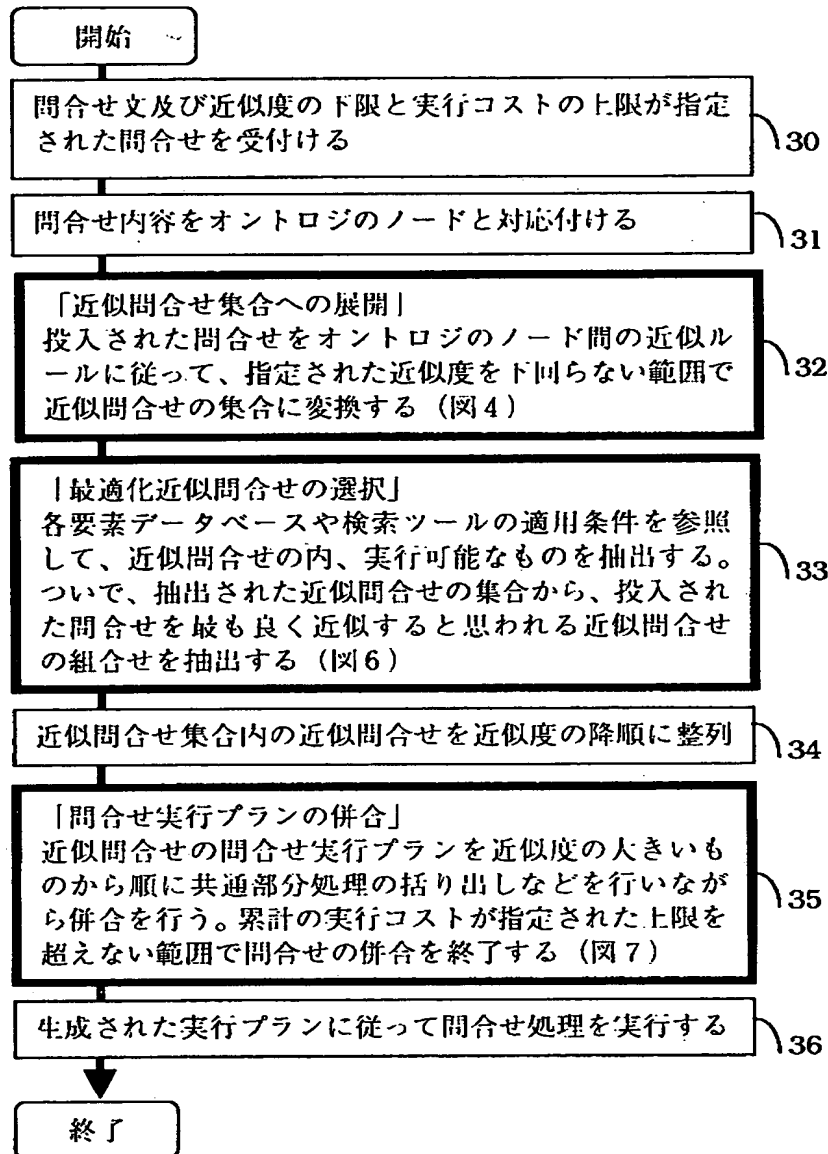 開始
問合せ文及び近似度の下限と実行コストの上限が指定
された問合せを受付ける
30
問合せ内容をオントロジのノードと対応付ける
31
「近似問合せ集合への展開」
投入された問合せをオントロジのノード間の近似ル
ールに従って、指定された近似度を下回らない範囲で
近似問合せの集合に変換する(図4)
32
「最適化近似問合せの選択」
各要素データベースや検索ツールの適用条件を参照
して、近似問合せの内、実行可能なものを抽出する。
ついで、抽出された近似問合せの集合から、投入され
た問合せを最も良く近似すると思われる近似問合せ
の組合せを抽出する(図6)
33
近似問合せ集合内の近似問合せを近似度の降順に整列
34
「問合せ実行プランの併合」
近似問合せの問合せ実行プランを近似度の大きいも
のから順に共通部分処理の括り出しなどを行いなが
ら併合を行う。累計の実行コストが指定された上限を
超えない範囲で問合せの併合を終了する(図7)
35
生成された実行プランに従って問合せ処理を実行する
36
終了